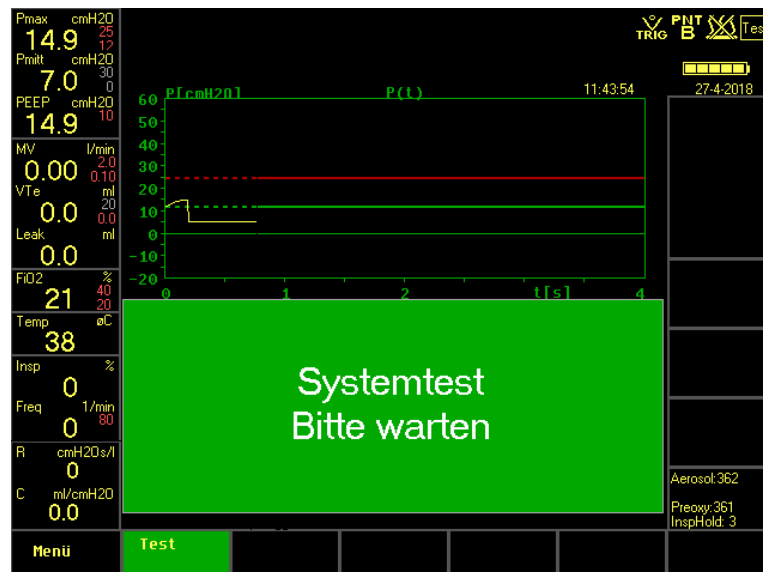 Pmax cmH2O
14.9 25
12
Pmitt cmH2O
7.0 30
0
PEEP cmH2O
14.9 10
MV l/min
0.00 2.0
0.10
VTe ml
0.0 20
0.0
Leak ml
0.0
FiO2 %
21 40
20
Temp øC
38
Insp %
0
Freq 1/min
0 80
R cmH2Os/l
0
C ml/cmH2O
0.0
TRIG PNT B Tes
P[cmH2O] P(t) 11:43:54 27-4-2018
60
50
40
30
20
10
0
-10
-20
0 1 2 t[s] 4
Systemtest
Bitte warten
Aerosol:362
Preoxy:361
InspHold: 3
Menü Test